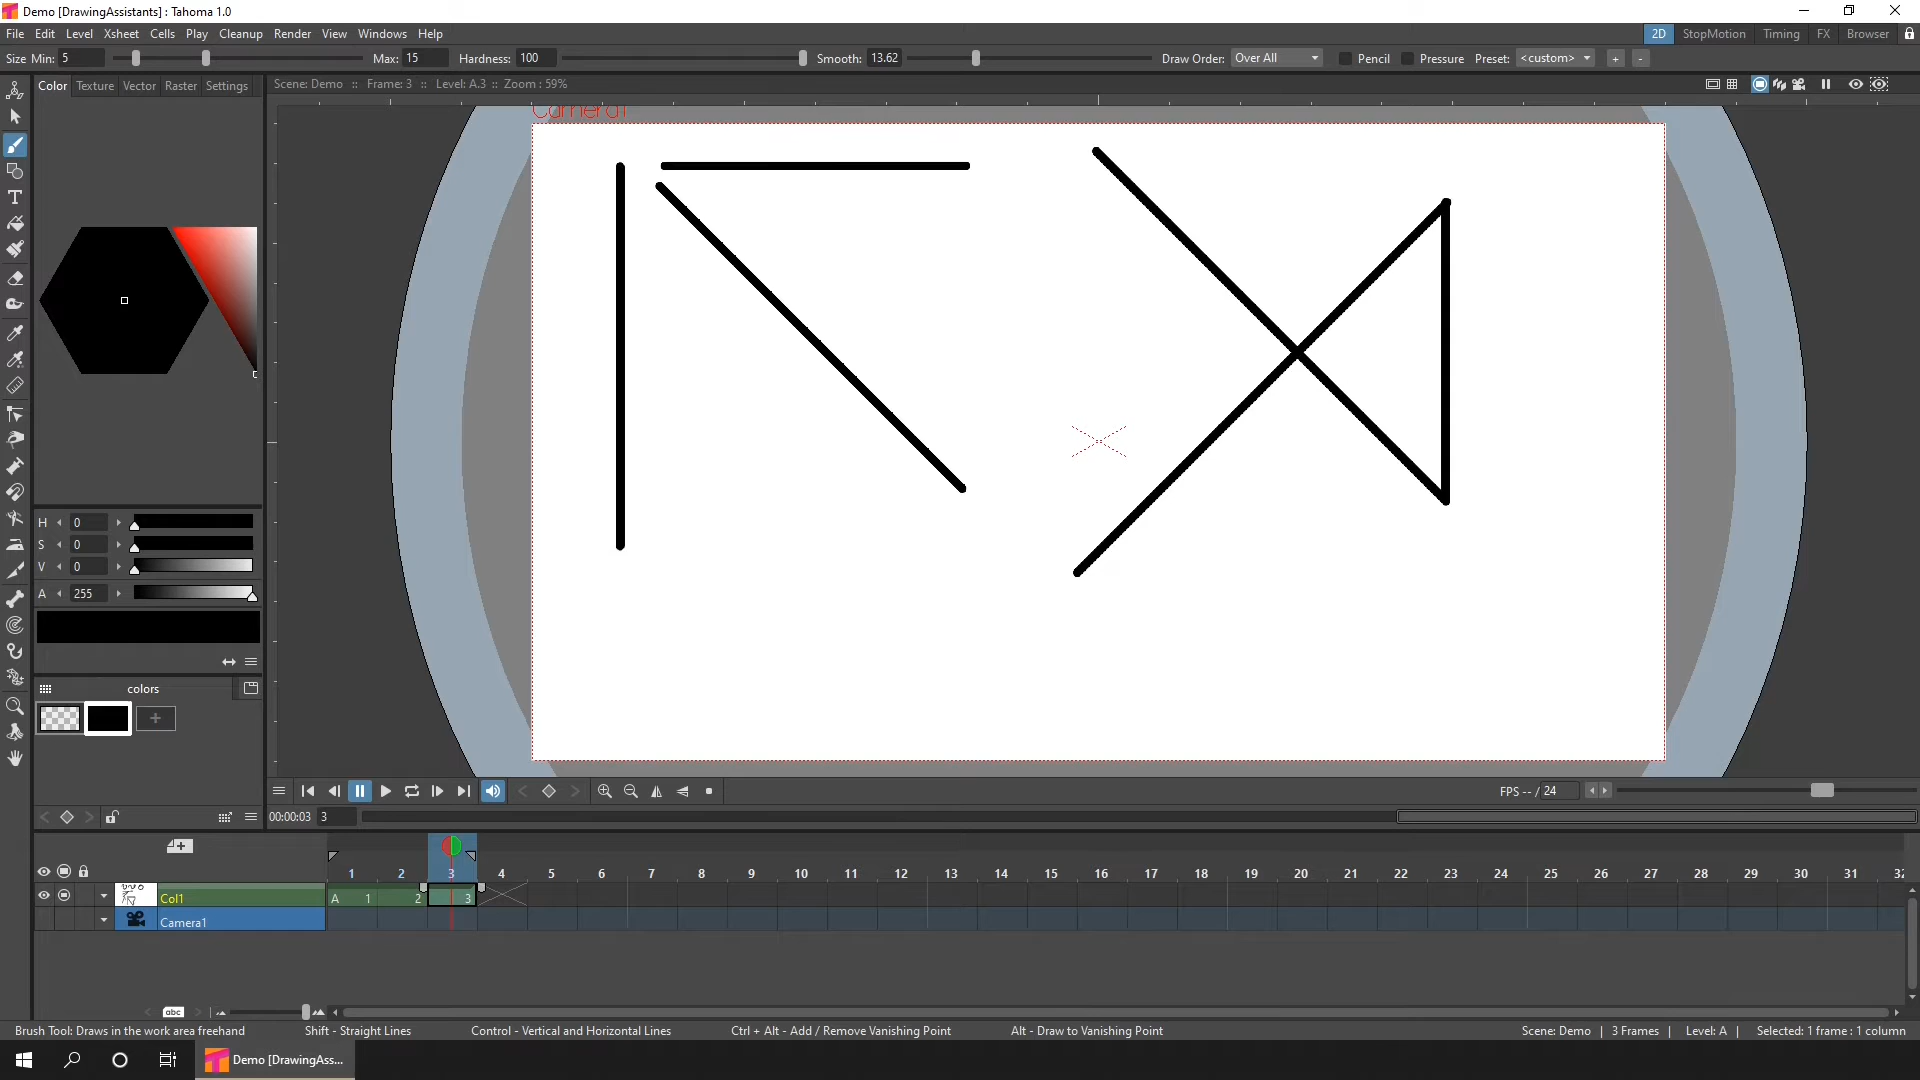 Demo [DrawingAssistants] : Tahoma 1.0
File Edit Level Xsheet Cells Play Cleanup Render View Windows Help
2D StopMotion Timing FX Browser
Size Min: 5 Max: 15 Hardness: 100 Smooth: 13.62 Draw Order: Over All Pencil Pressure Preset: <custom> + -
Color Texture Vector Raster Settings
Scene: Demo :: Frame: 3 :: Level: A.3 :: Zoom : 59%
Camera1
H 0
S 0
V 0
A 255
colors
+
FPS -- / 24
00:00:03 3
1 2 3 4 5 6 7 8 9 10 11 12 13 14 15 16 17 18 19 20 21 22 23 24 25 26 27 28 29 30 31 32
Col1 A 1 2 3
Camera1
abc
Brush Tool: Draws in the work area freehand Shift - Straight Lines Control - Vertical and Horizontal Lines Ctrl + Alt - Add / Remove Vanishing Point Alt - Draw to Vanishing Point Scene: Demo | 3 Frames | Level: A | Selected: 1 frame : 1 column
Demo [DrawingAss...